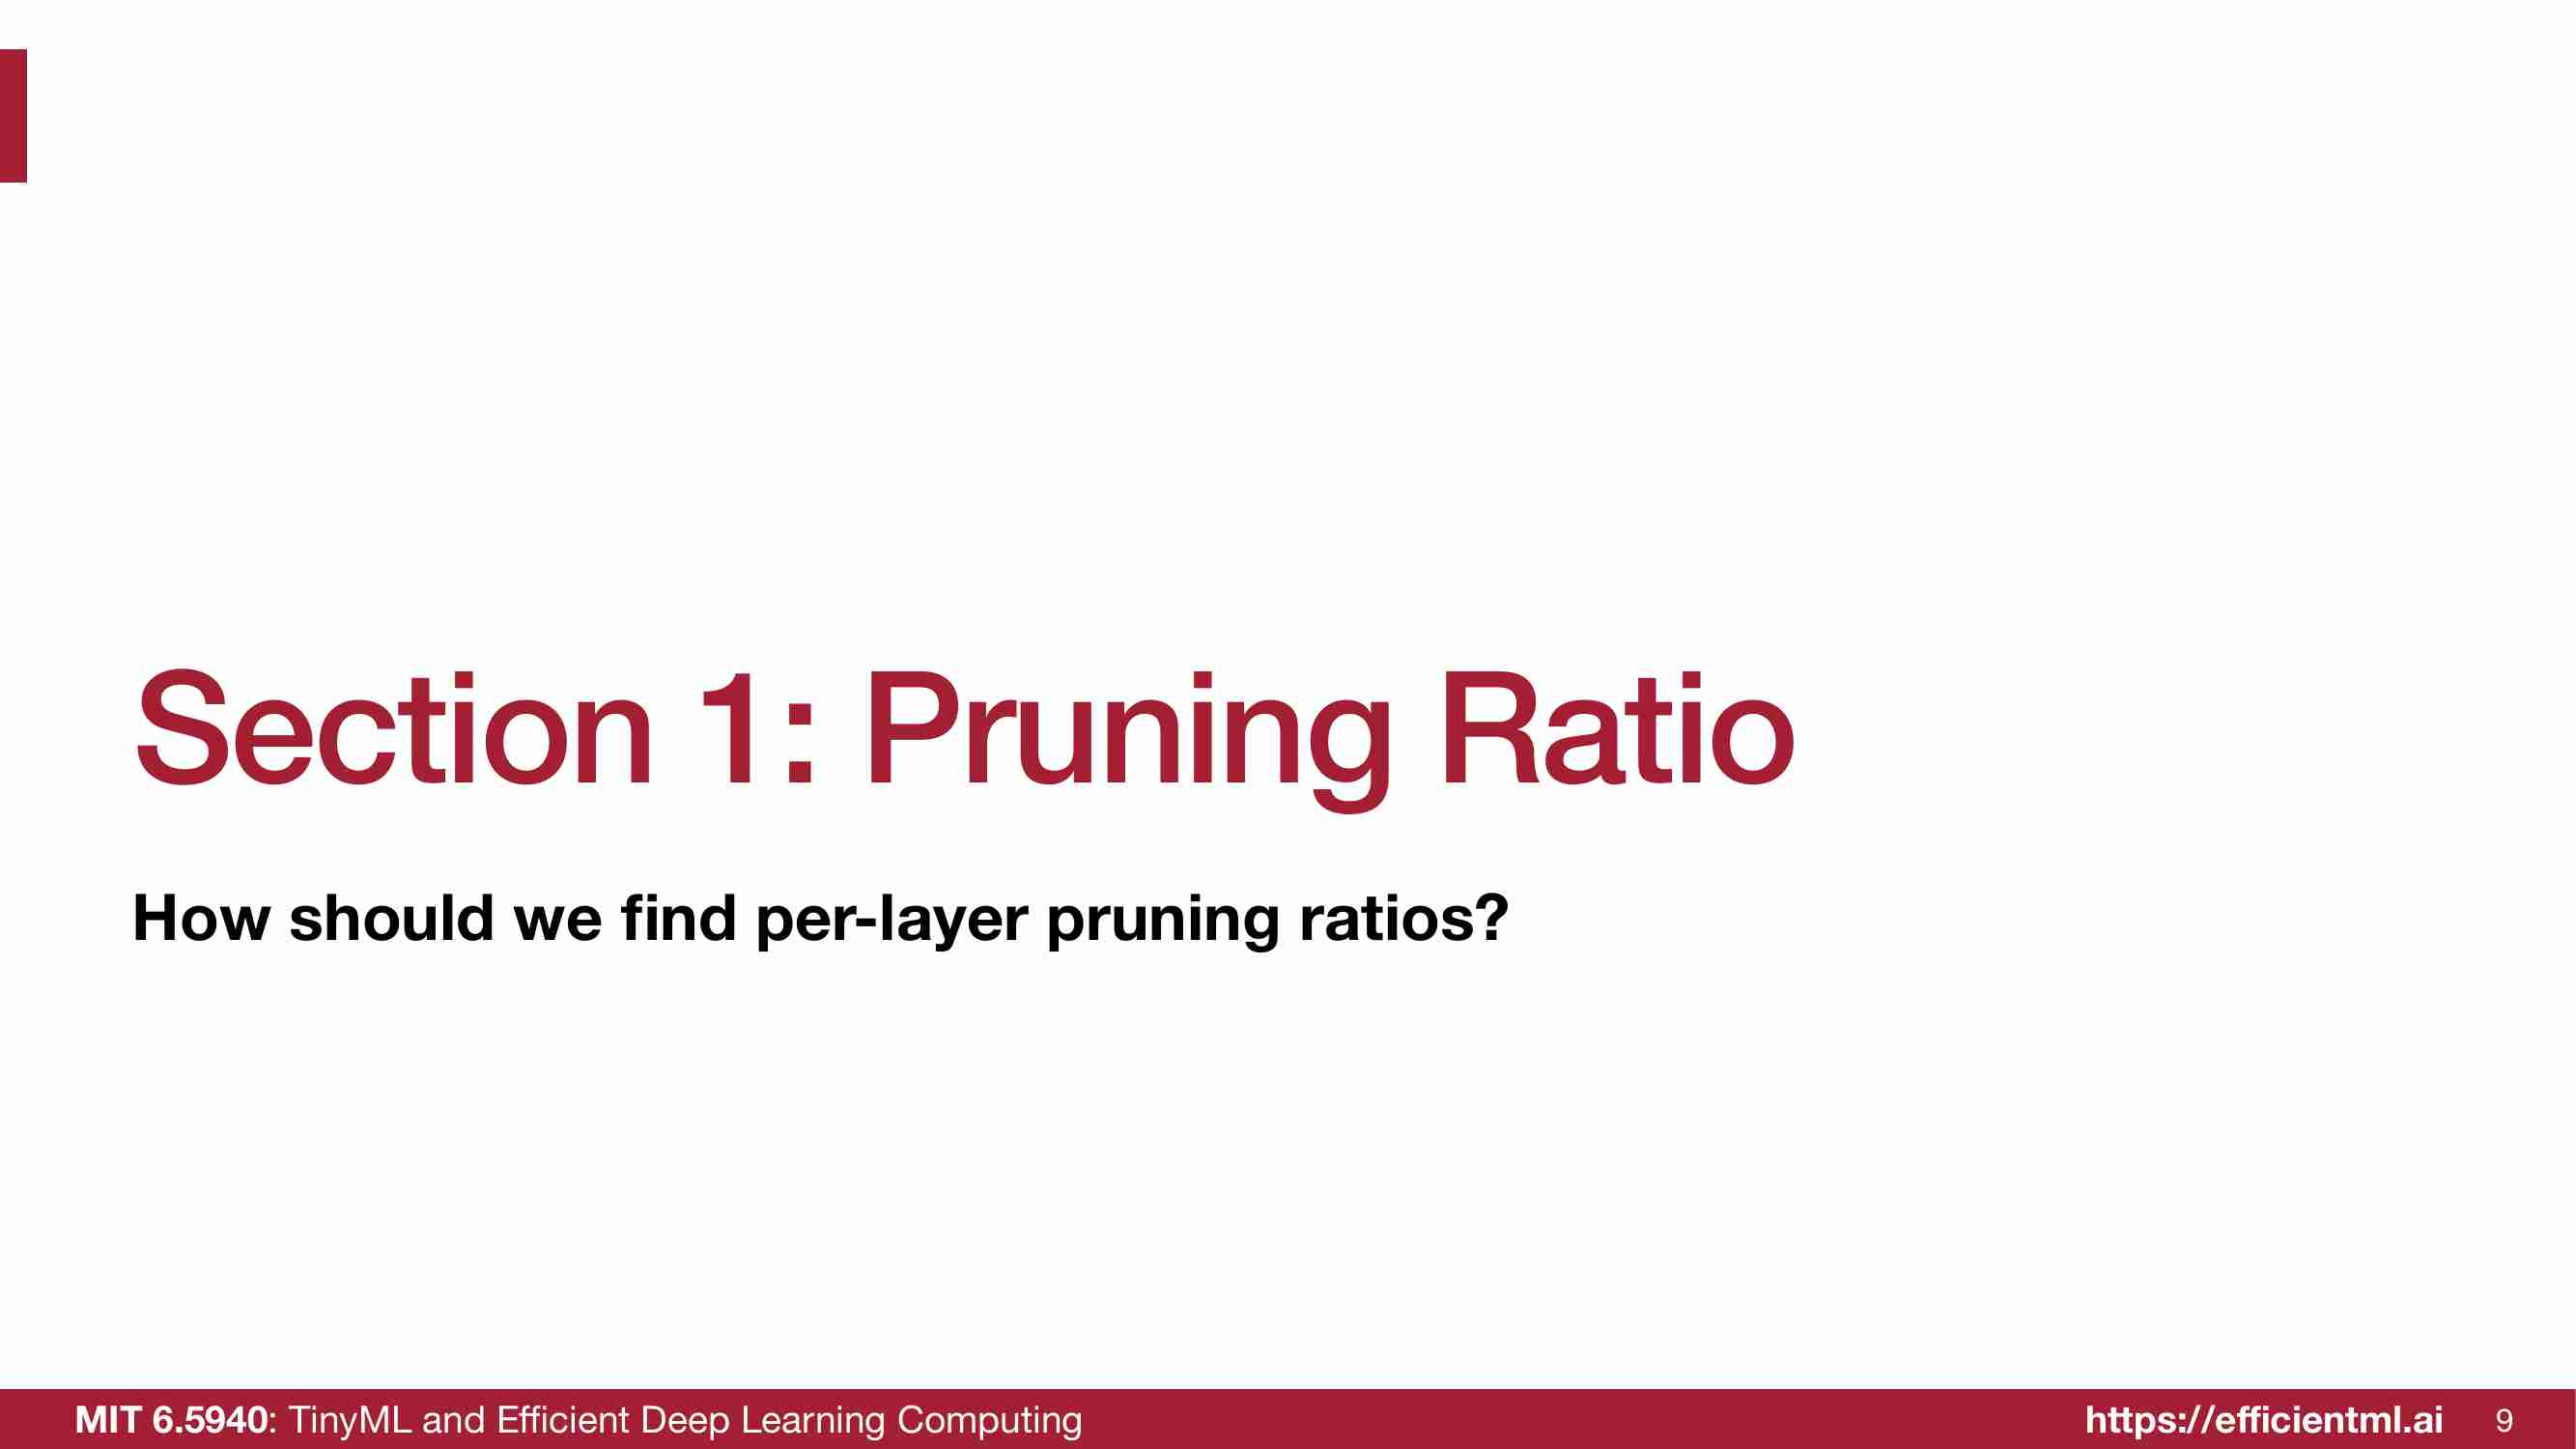 Section 1: Pruning Ratio
How should we find per-layer pruning ratios?
MIT 6.5940: TinyML and Efficient Deep Learning Computing
https://efficientml.ai
9